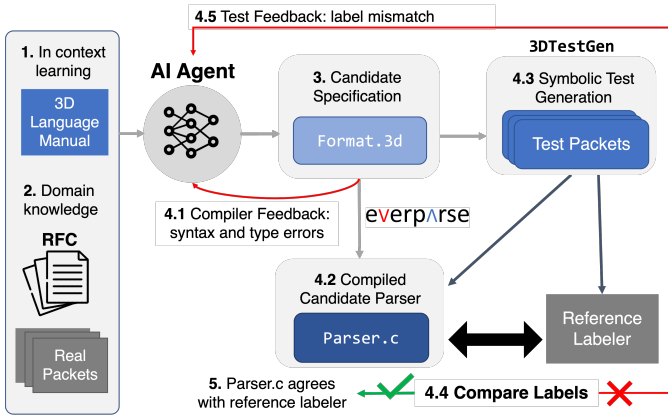 4.5 Test Feedback: label mismatch
1. In context
learning
3D
Language
Manual
2. Domain
knowledge
RFC
Real
Packets
AI Agent
3. Candidate
Specification
Format.3d
3DTestGen
4.3 Symbolic Test
Generation
Test Packets
4.1 Compiler Feedback:
syntax and type errors
everparse
4.2 Compiled
Candidate Parser
Parser.c
Reference
Labeler
5. Parser.c agrees
with reference labeler
4.4 Compare Labels